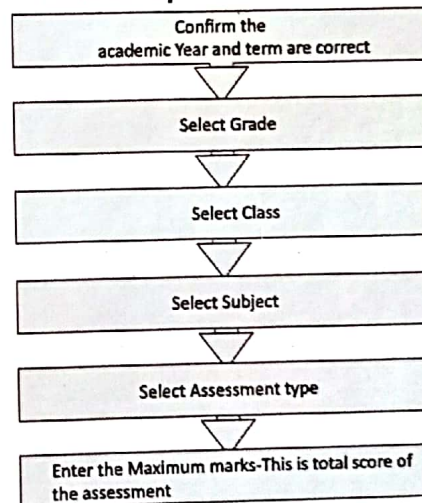 Confirm the
academic Year and term are correct
Select Grade
Select Class
Select Subject
Select Assessment type
Enter the Maximum marks-This is total score of
the assessment